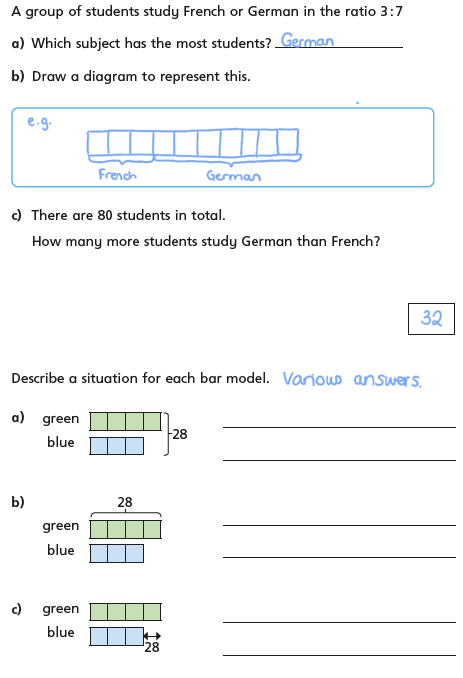 A group of students study French or German in the ratio 3:7
a) Which subject has the most students? German
b) Draw a diagram to represent this.
e.g.
French German
c) There are 80 students in total.
How many more students study German than French?
32
Describe a situation for each bar model. Various answers.
a) green
28
blue
b) 28
green
blue
c) green
blue
28